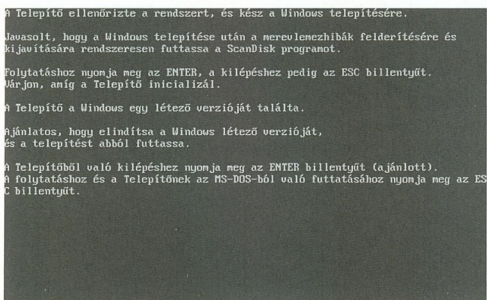 A Telepítő ellenőrizte a rendszert, és kész a Windows telepítésére.
Javasolt, hogy a Windows telepítése után a merevlemezhibák felderítésére és
kijavítására rendszeresen futtassa a ScanDisk programot.
Folytatáshoz nyomja meg az ENTER, a kilépéshez pedig az ESC billentyűt.
Várjon, amíg a Telepítő inicializál.
A Telepítő a Windows egy létező verzióját találta.
Ajánlatos, hogy elindítsa a Windows létező verzióját,
és a telepítést abból futtassa.
A Telepítőből való kilépéshez nyomja meg az ENTER billentyűt (ajánlott).
A folytatáshoz és a Telepítőnek az MS-DOS-ból való futtatásához nyomja meg az ES
C billentyűt.